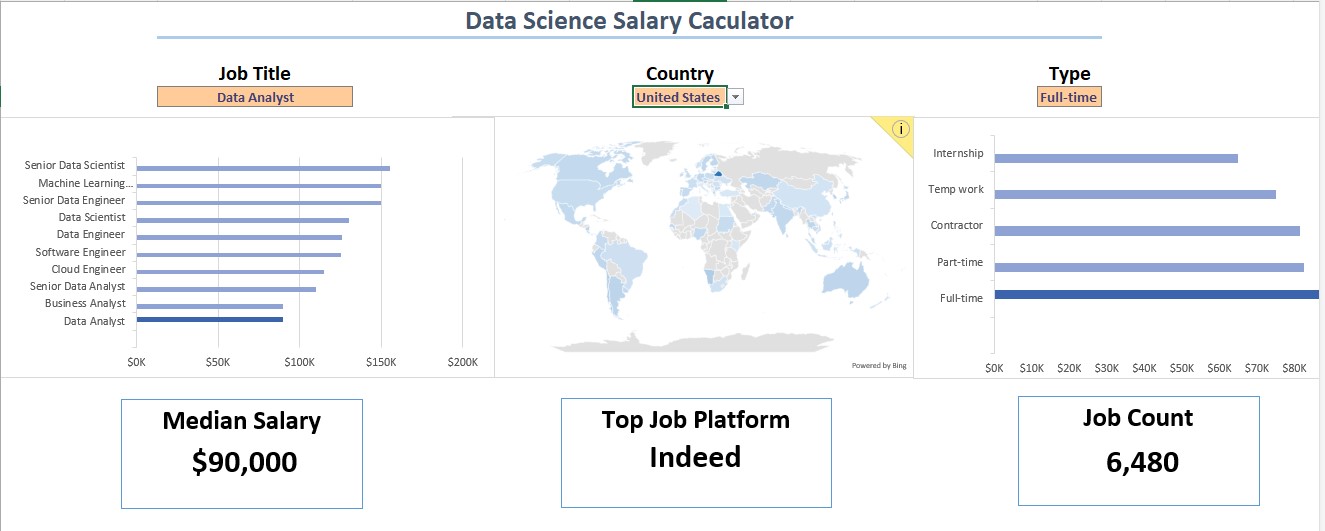 Data Science Salary Caculator
Job Title
Country
Type
Data Analyst
United States
Full-time
Senior Data Scientist
Machine Learning...
Senior Data Engineer
Data Scientist
Data Engineer
Software Engineer
Cloud Engineer
Senior Data Analyst
Business Analyst
Data Analyst
$0K $50K $100K $150K $200K
i
Powered by Bing
Internship
Temp work
Contractor
Part-time
Full-time
$0K $10K $20K $30K $40K $50K $60K $70K $80K
Median Salary
$90,000
Top Job Platform
Indeed
Job Count
6,480